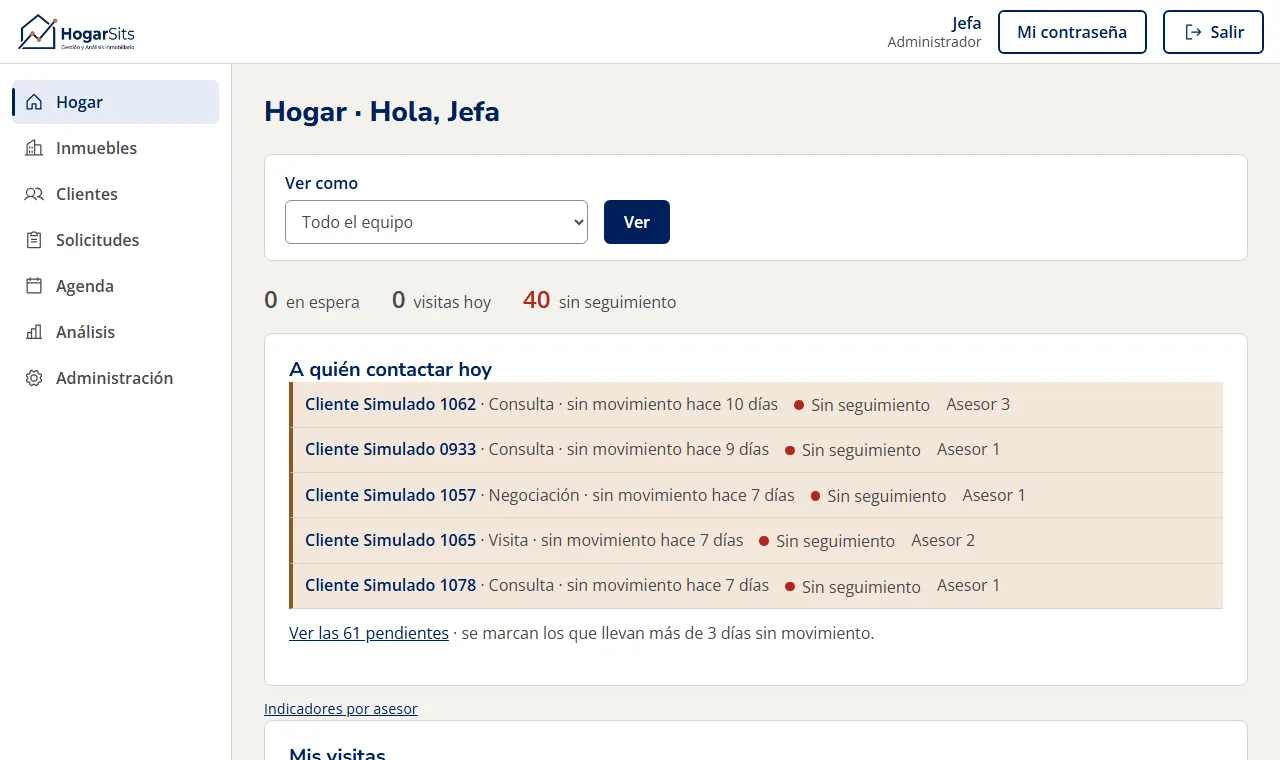 HogarSits
Gestión y Análisis Inmobiliario
Jefa
Administrador
Mi contraseña
Salir
Hogar
Inmuebles
Clientes
Solicitudes
Agenda
Análisis
Administración
Hogar · Hola, Jefa
Ver como
Todo el equipo
Ver
0 en espera 0 visitas hoy 40 sin seguimiento
A quién contactar hoy
Cliente Simulado 1062 · Consulta · sin movimiento hace 10 días Sin seguimiento Asesor 3
Cliente Simulado 0933 · Consulta · sin movimiento hace 9 días Sin seguimiento Asesor 1
Cliente Simulado 1057 · Negociación · sin movimiento hace 7 días Sin seguimiento Asesor 1
Cliente Simulado 1065 · Visita · sin movimiento hace 7 días Sin seguimiento Asesor 2
Cliente Simulado 1078 · Consulta · sin movimiento hace 7 días Sin seguimiento Asesor 1
Ver las 61 pendientes · se marcan los que llevan más de 3 días sin movimiento.
Indicadores por asesor
Mis visitas